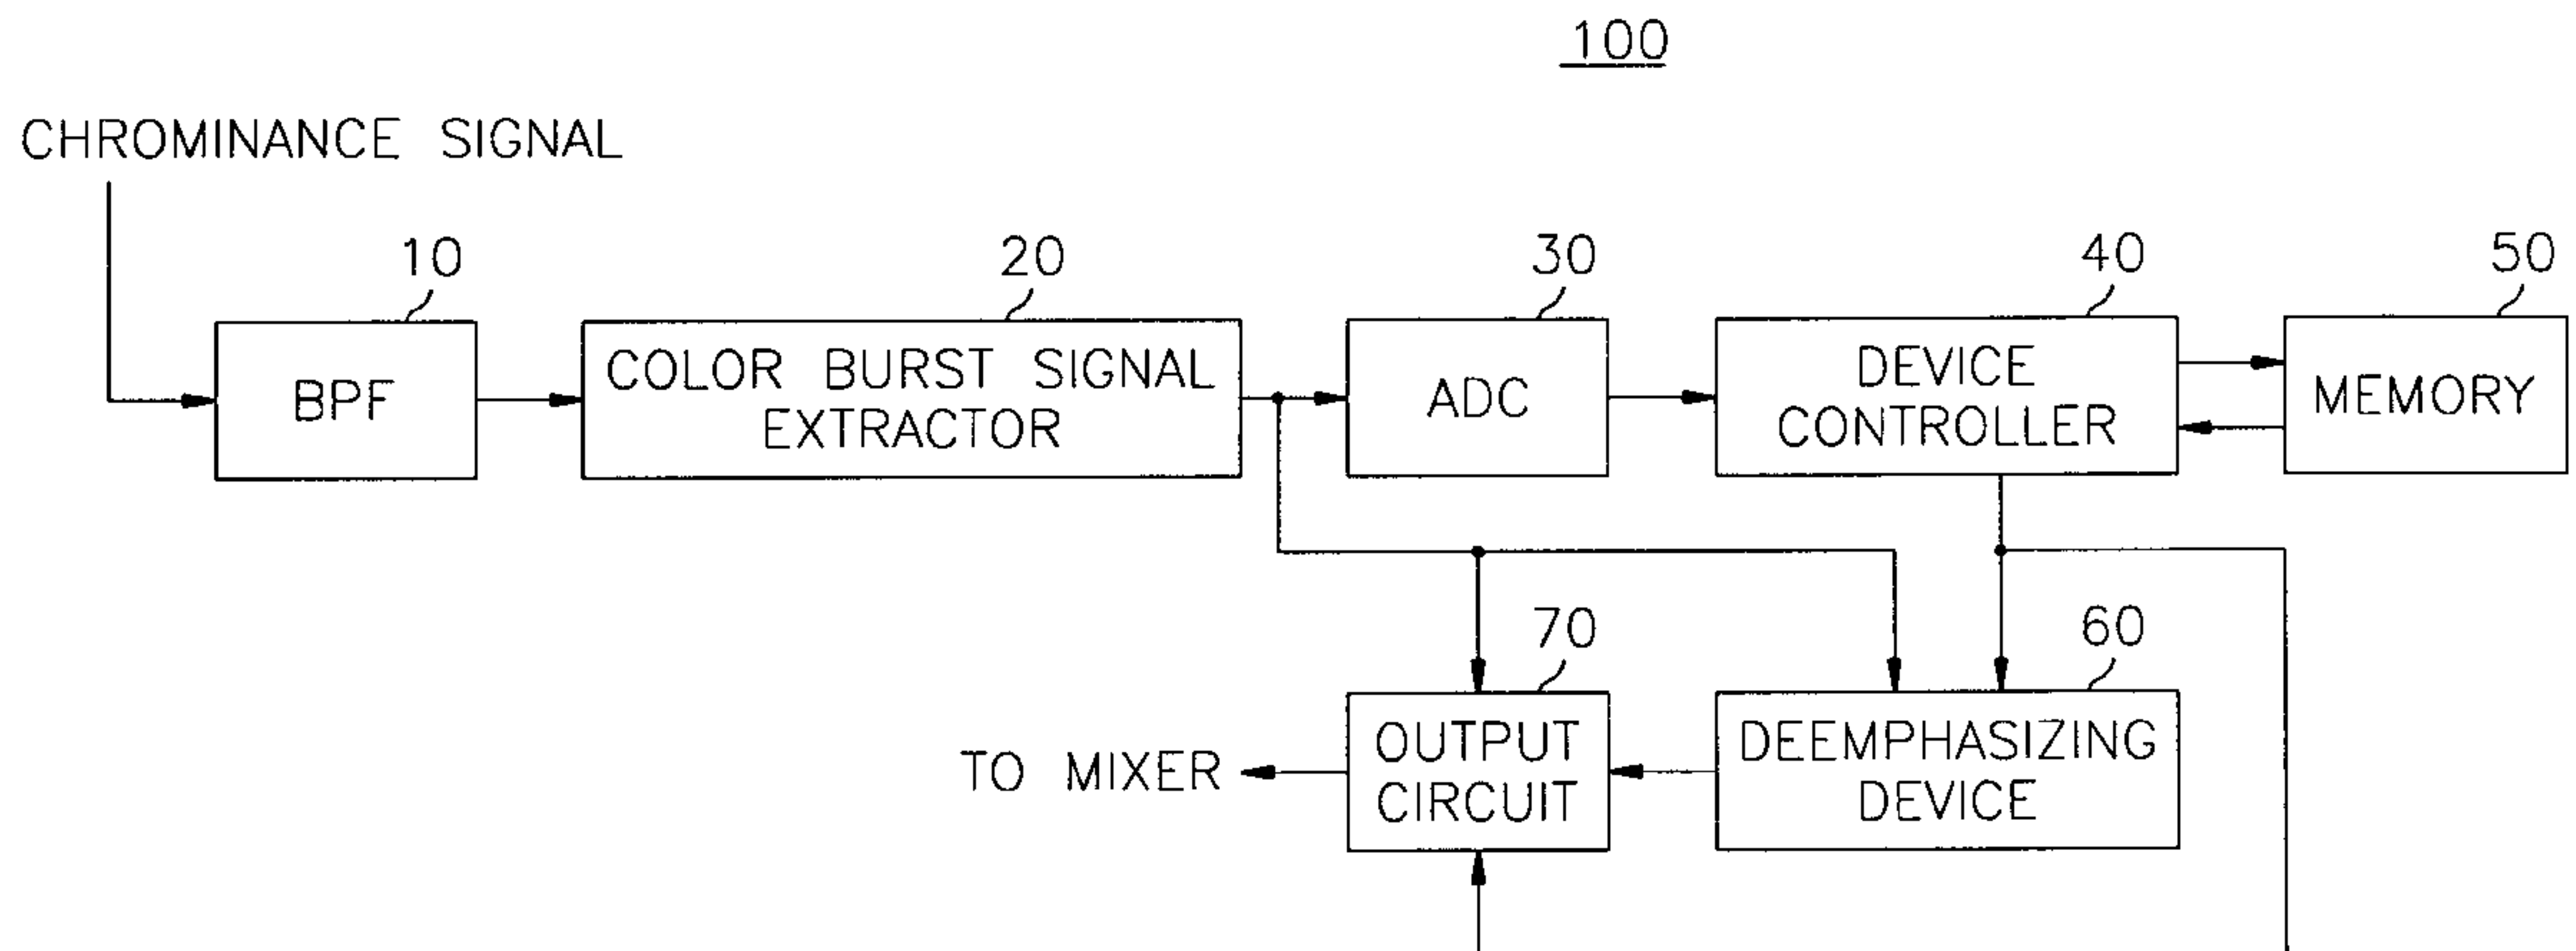 100
CHROMINANCE SIGNAL
10
20
30
40
50
BPF
COLOR BURST SIGNAL
EXTRACTOR
ADC
DEVICE
CONTROLLER
MEMORY
70
60
TO MIXER
OUTPUT
CIRCUIT
DEEMPHASIZING
DEVICE